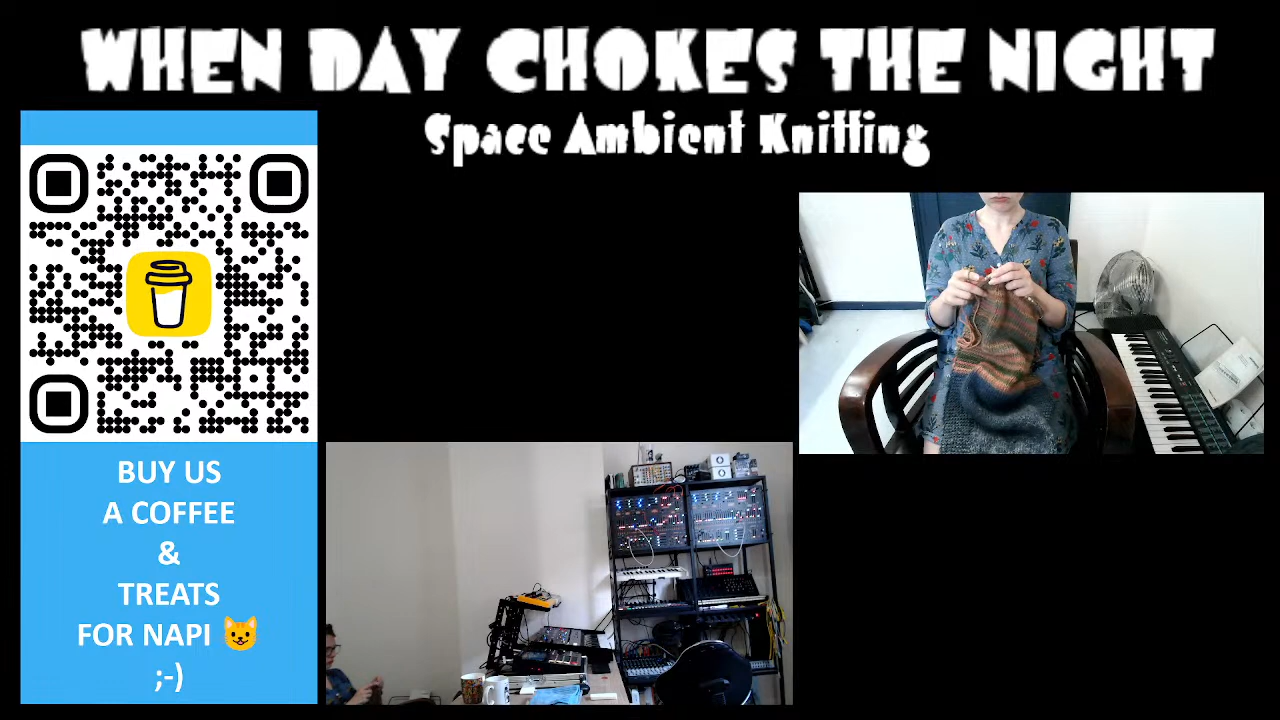 WHEN DAY CHOKES THE NIGHT
Space Ambient Knitting
BUY US
A COFFEE
&
TREATS
FOR NAPI 😺
;-)